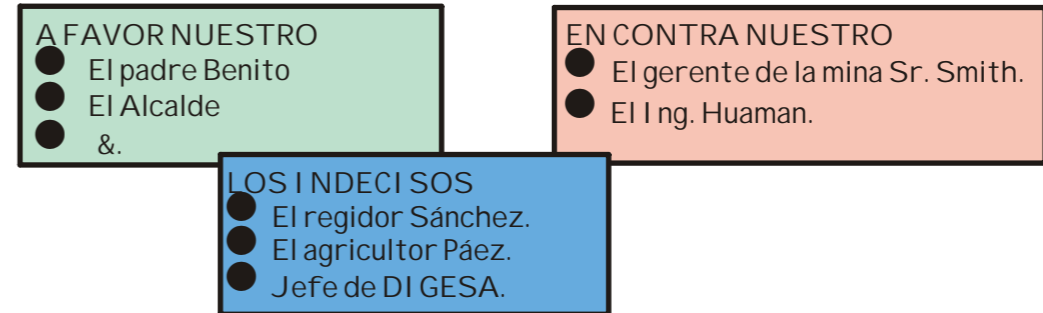 A FAVOR NUESTRO
● El padre Benito
● El Alcalde
● &.
EN CONTRA NUESTRO
● El gerente de la mina Sr. Smith.
● El Ing. Huaman.
LOS INDECISOS
● El regidor Sánchez.
● El agricultor Páez.
● Jefe de DIGESA.